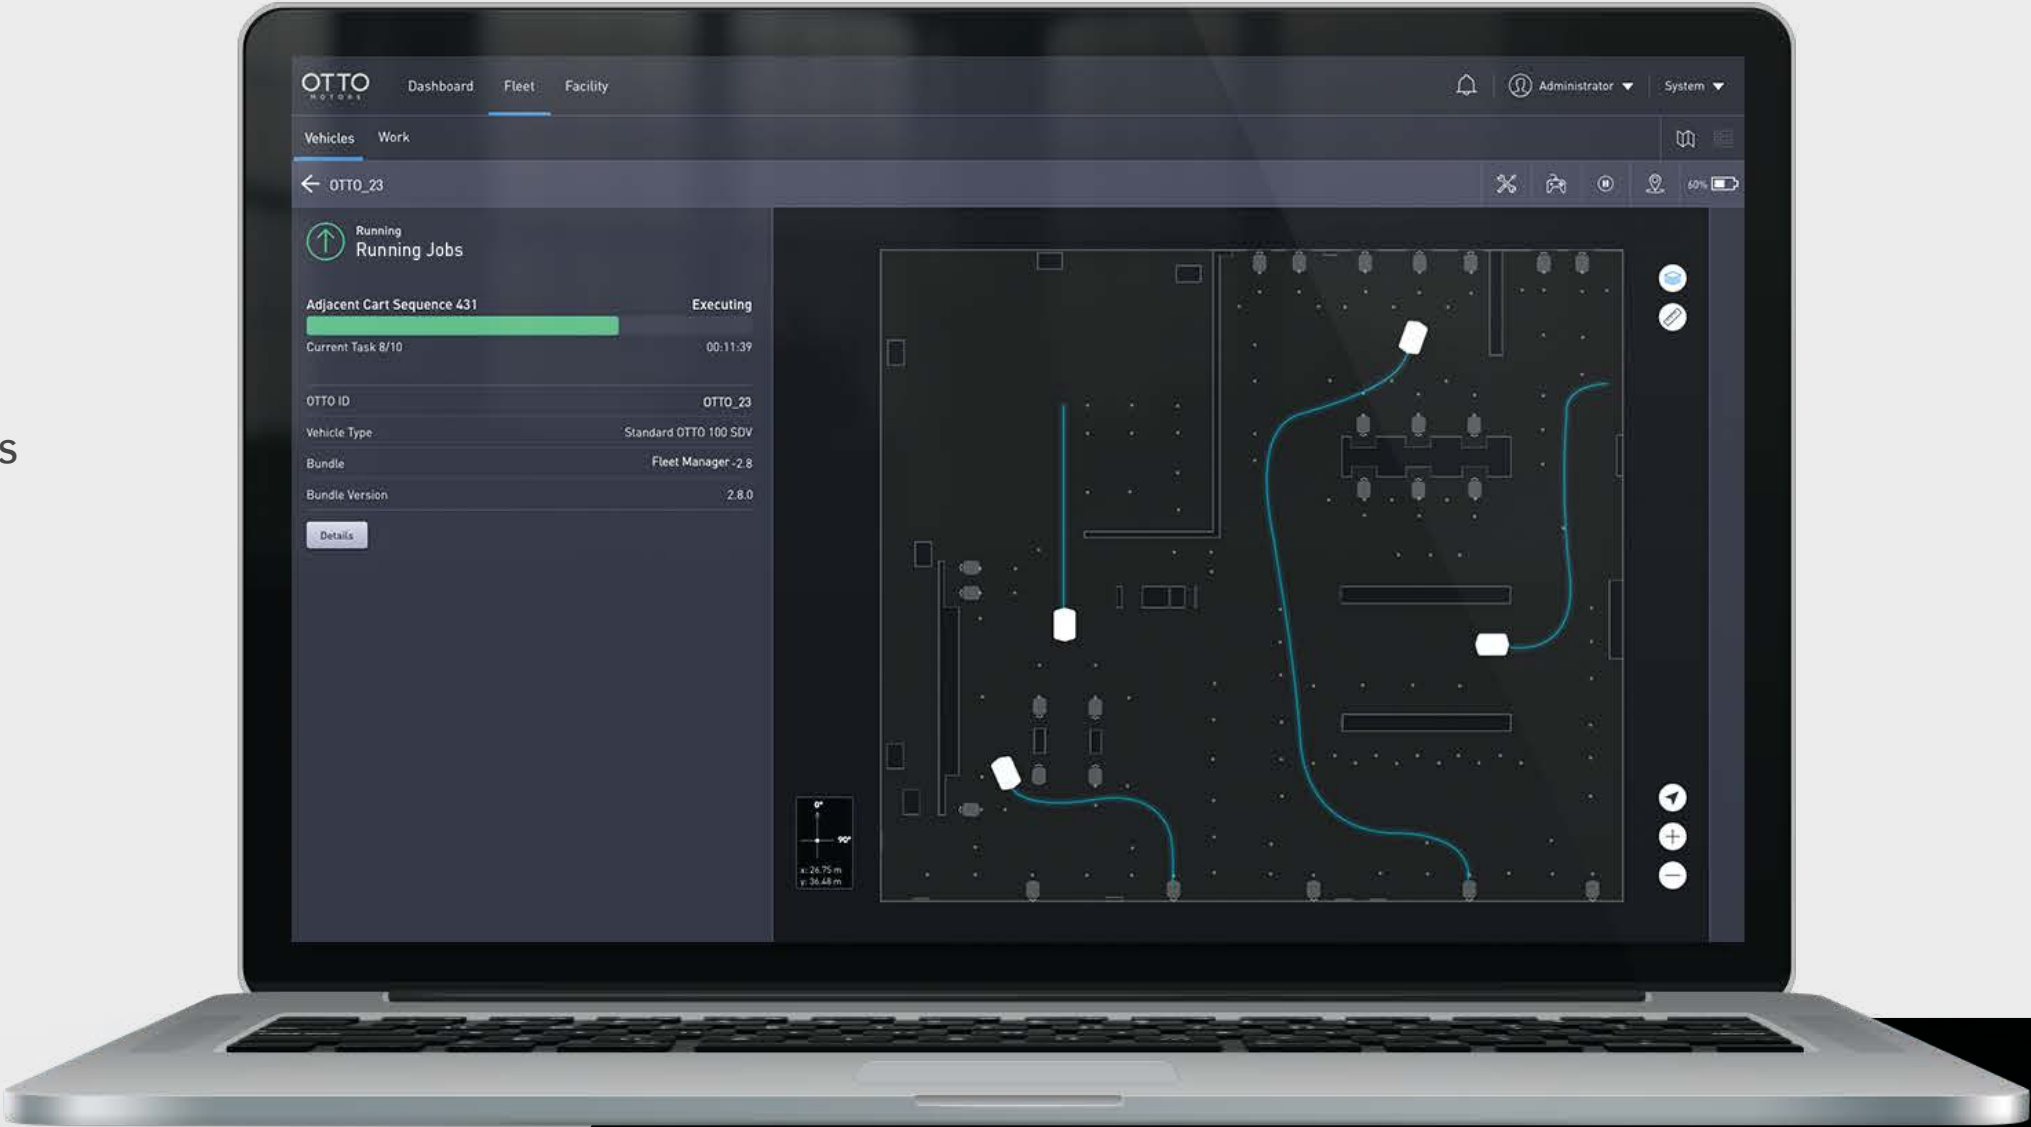 OTTO
MOTORS
Dashboard Fleet Facility
Administrator System
Vehicles Work
OTTO_23
60%
Running
Running Jobs
Adjacent Cart Sequence 431 Executing
Current Task 8/10 00:11:39
OTTO ID OTTO_23
Vehicle Type Standard OTTO 100 SDV
Bundle Fleet Manager -2.8
Bundle Version 2.8.0
Details
0°
90°
x: 26.75 m
y: 36.48 m
s